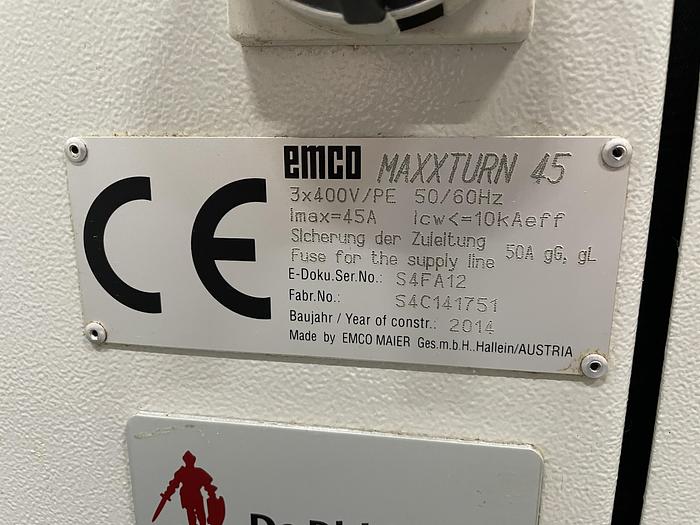 CE
emco MAXXTURN 45
3x400V/PE 50/60Hz
Imax=45A Icw<=10kAeff
Sicherung der Zuleitung
Fuse for the supply line 50A gG, gL
E-Doku.Ser.No.: S4FA12
Fabr.No.: S4C141751
Baujahr / Year of constr.: 2014
Made by EMCO MAIER Ges.m.b.H..Hallein/AUSTRIA